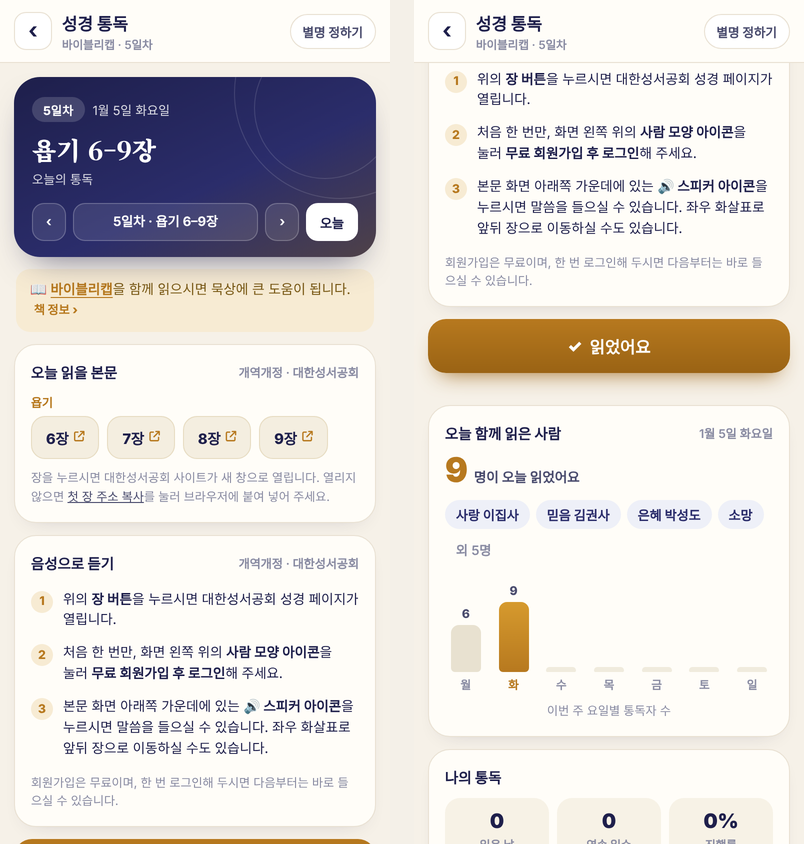 성경 통독
바이블리캡 · 5일차
별명 정하기
5일차 1월 5일 화요일
욥기 6–9장
오늘의 통독
‹ 5일차 · 욥기 6–9장 › 오늘
📖 바이블리캡을 함께 읽으시면 묵상에 큰 도움이 됩니다.
책 정보 ›
오늘 읽을 본문 개역개정 · 대한성서공회
욥기
6장 7장 8장 9장
장을 누르시면 대한성서공회 사이트가 새 창으로 열립니다. 열리지
않으면 첫 장 주소 복사를 눌러 브라우저에 붙여 넣어 주세요.
음성으로 듣기 개역개정 · 대한성서공회
1 위의 장 버튼을 누르시면 대한성서공회 성경 페이지가
열립니다.
2 처음 한 번만, 화면 왼쪽 위의 사람 모양 아이콘을
눌러 무료 회원가입 후 로그인해 주세요.
3 본문 화면 아래쪽 가운데에 있는 🔊 스피커 아이콘을
누르시면 말씀을 들으실 수 있습니다. 좌우 화살표로
앞뒤 장으로 이동하실 수도 있습니다.
회원가입은 무료이며, 한 번 로그인해 두시면 다음부터는 바로 들
으실 수 있습니다.
성경 통독
바이블리캡 · 5일차
별명 정하기
1 위의 장 버튼을 누르시면 대한성서공회 성경 페이지가
열립니다.
2 처음 한 번만, 화면 왼쪽 위의 사람 모양 아이콘을
눌러 무료 회원가입 후 로그인해 주세요.
3 본문 화면 아래쪽 가운데에 있는 🔊 스피커 아이콘을
누르시면 말씀을 들으실 수 있습니다. 좌우 화살표로
앞뒤 장으로 이동하실 수도 있습니다.
회원가입은 무료이며, 한 번 로그인해 두시면 다음부터는 바로 들
으실 수 있습니다.
✓ 읽었어요
오늘 함께 읽은 사람 1월 5일 화요일
9 명이 오늘 읽었어요
사랑 이집사 믿음 김권사 은혜 박성도 소망
외 5명
6 9
월 화 수 목 금 토 일
이번 주 요일별 통독자 수
나의 통독
0 0 0%